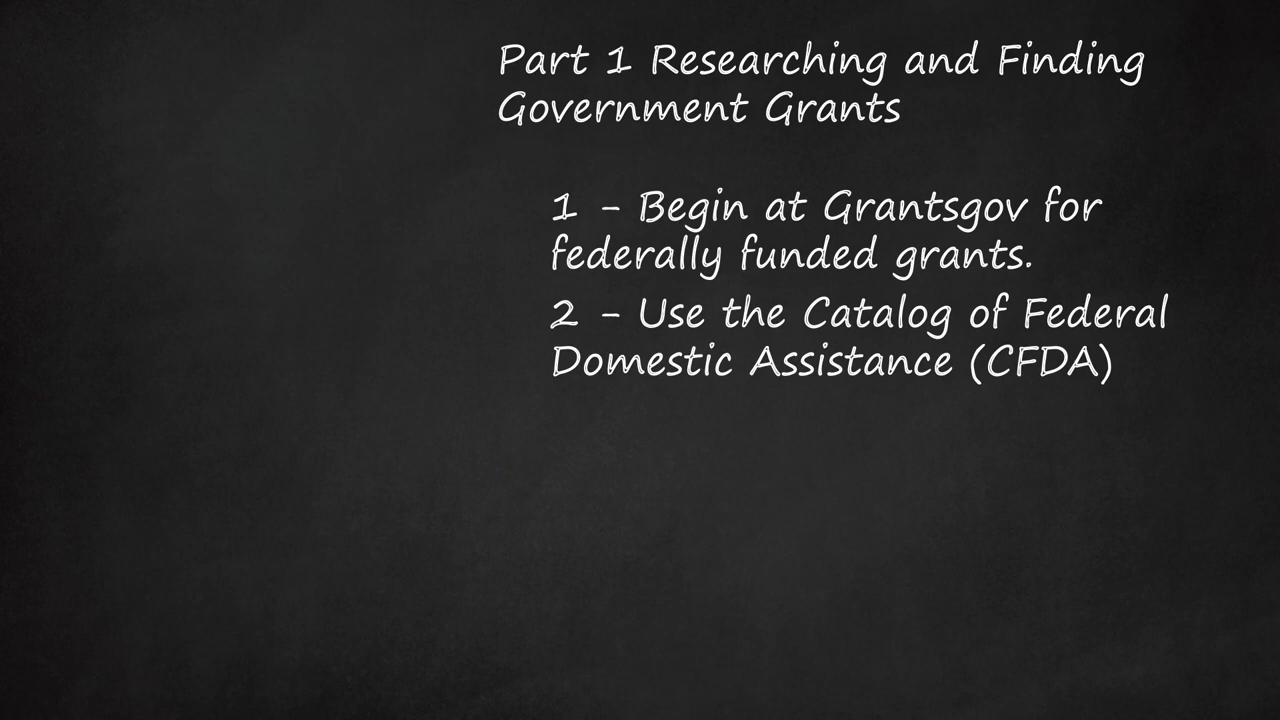 Part 1 Researching and Finding
Government Grants
1 - Begin at Grantsgov for
federally funded grants.
2 - Use the Catalog of Federal
Domestic Assistance (CFDA)